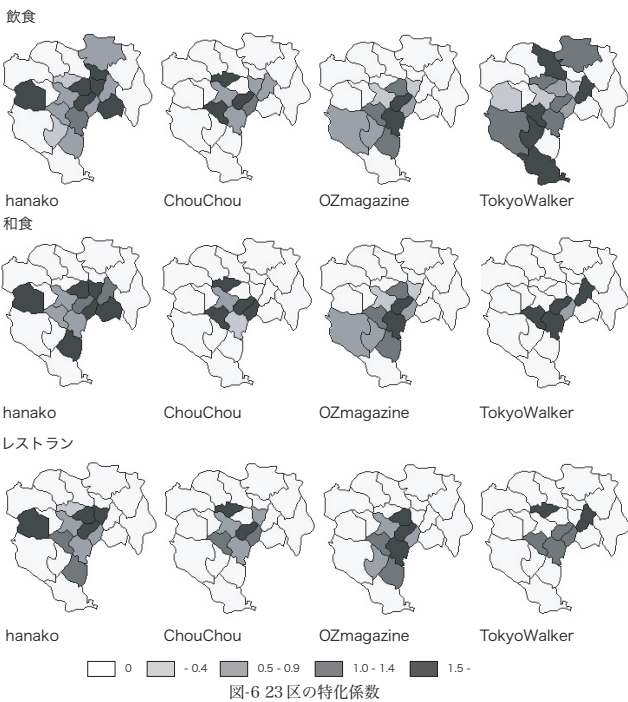 飲食
hanako ChouChou OZmagazine TokyoWalker
和食
hanako ChouChou OZmagazine TokyoWalker
レストラン
hanako ChouChou OZmagazine TokyoWalker
0 - 0.4 0.5 - 0.9 1.0 - 1.4 1.5 -
図-6 23区の特化係数